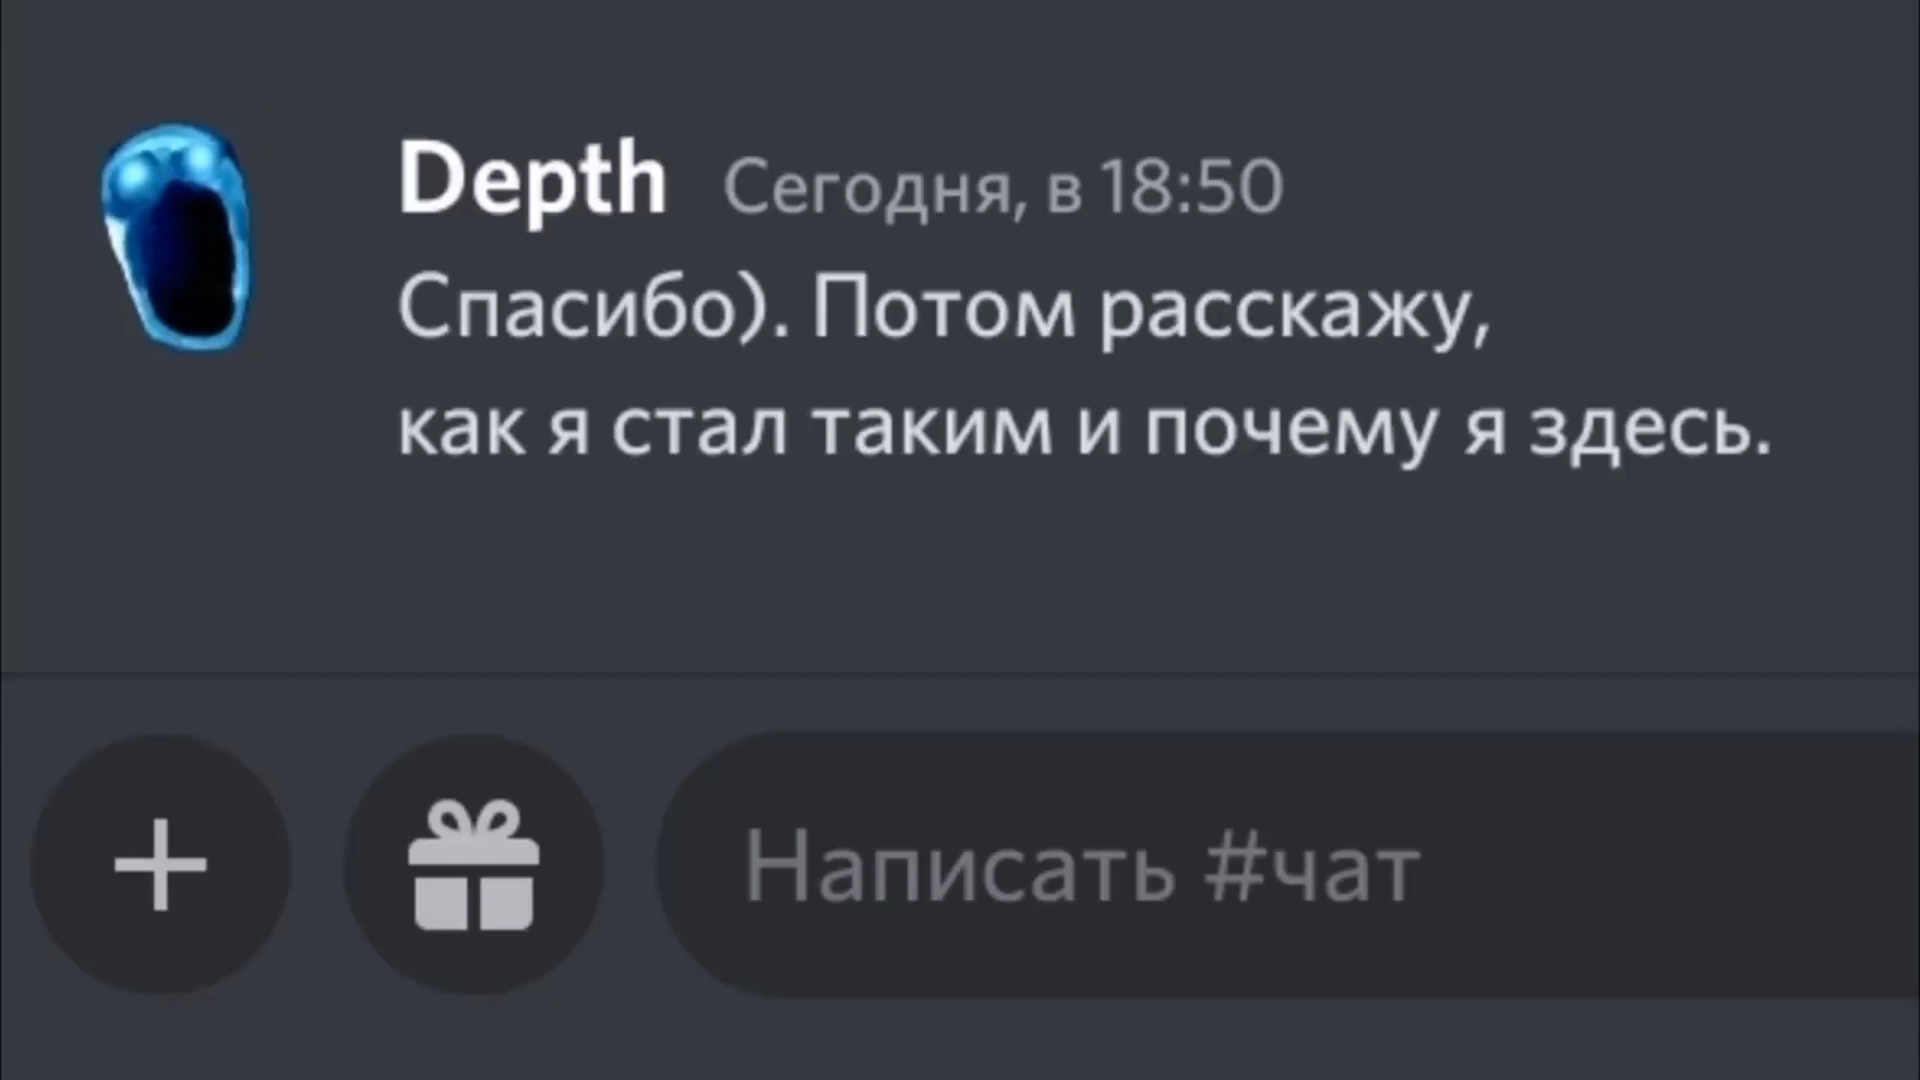 Depth Сегодня, в 18:50
Спасибо). Потом расскажу,
как я стал таким и почему я здесь.
Написать #чат